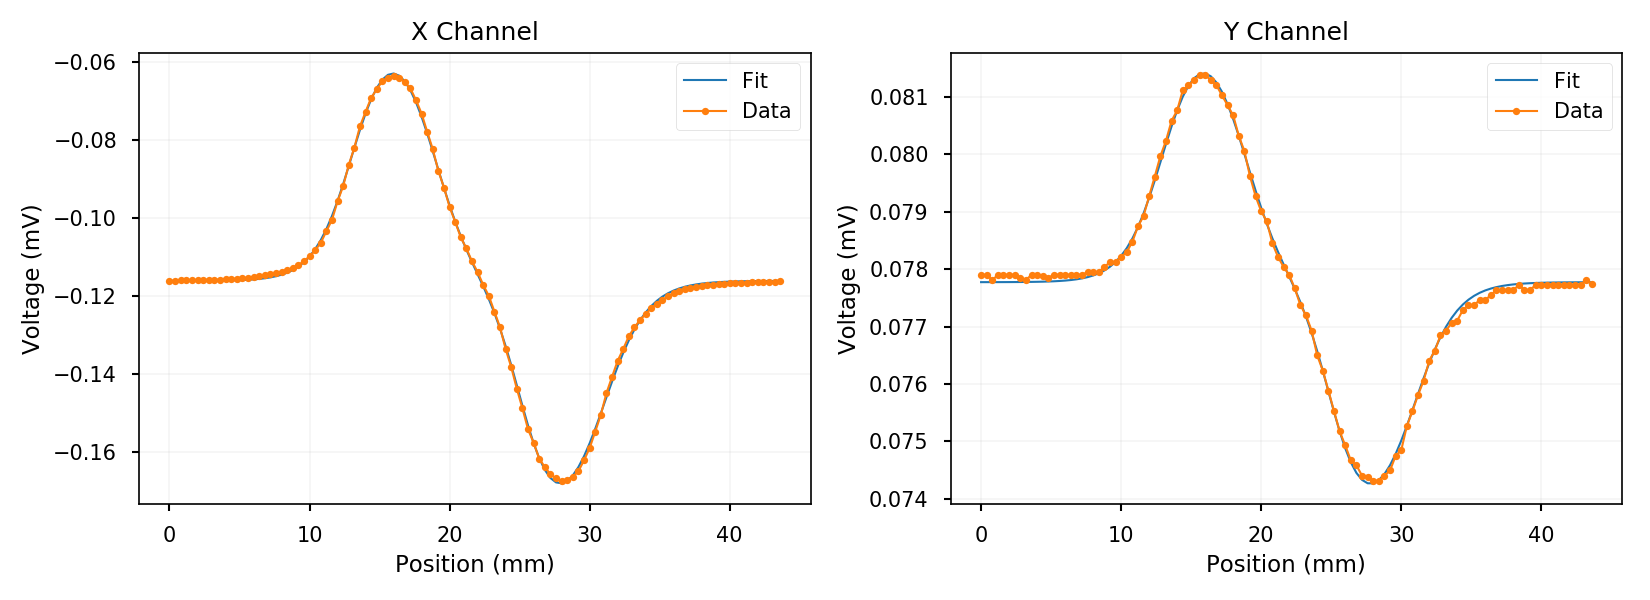 X Channel
Voltage (mV)
−0.06
−0.08
−0.10
−0.12
−0.14
−0.16
Fit
Data
0
10
20
30
40
Position (mm)
Y Channel
Voltage (mV)
0.081
0.080
0.079
0.078
0.077
0.076
0.075
0.074
Fit
Data
0
10
20
30
40
Position (mm)